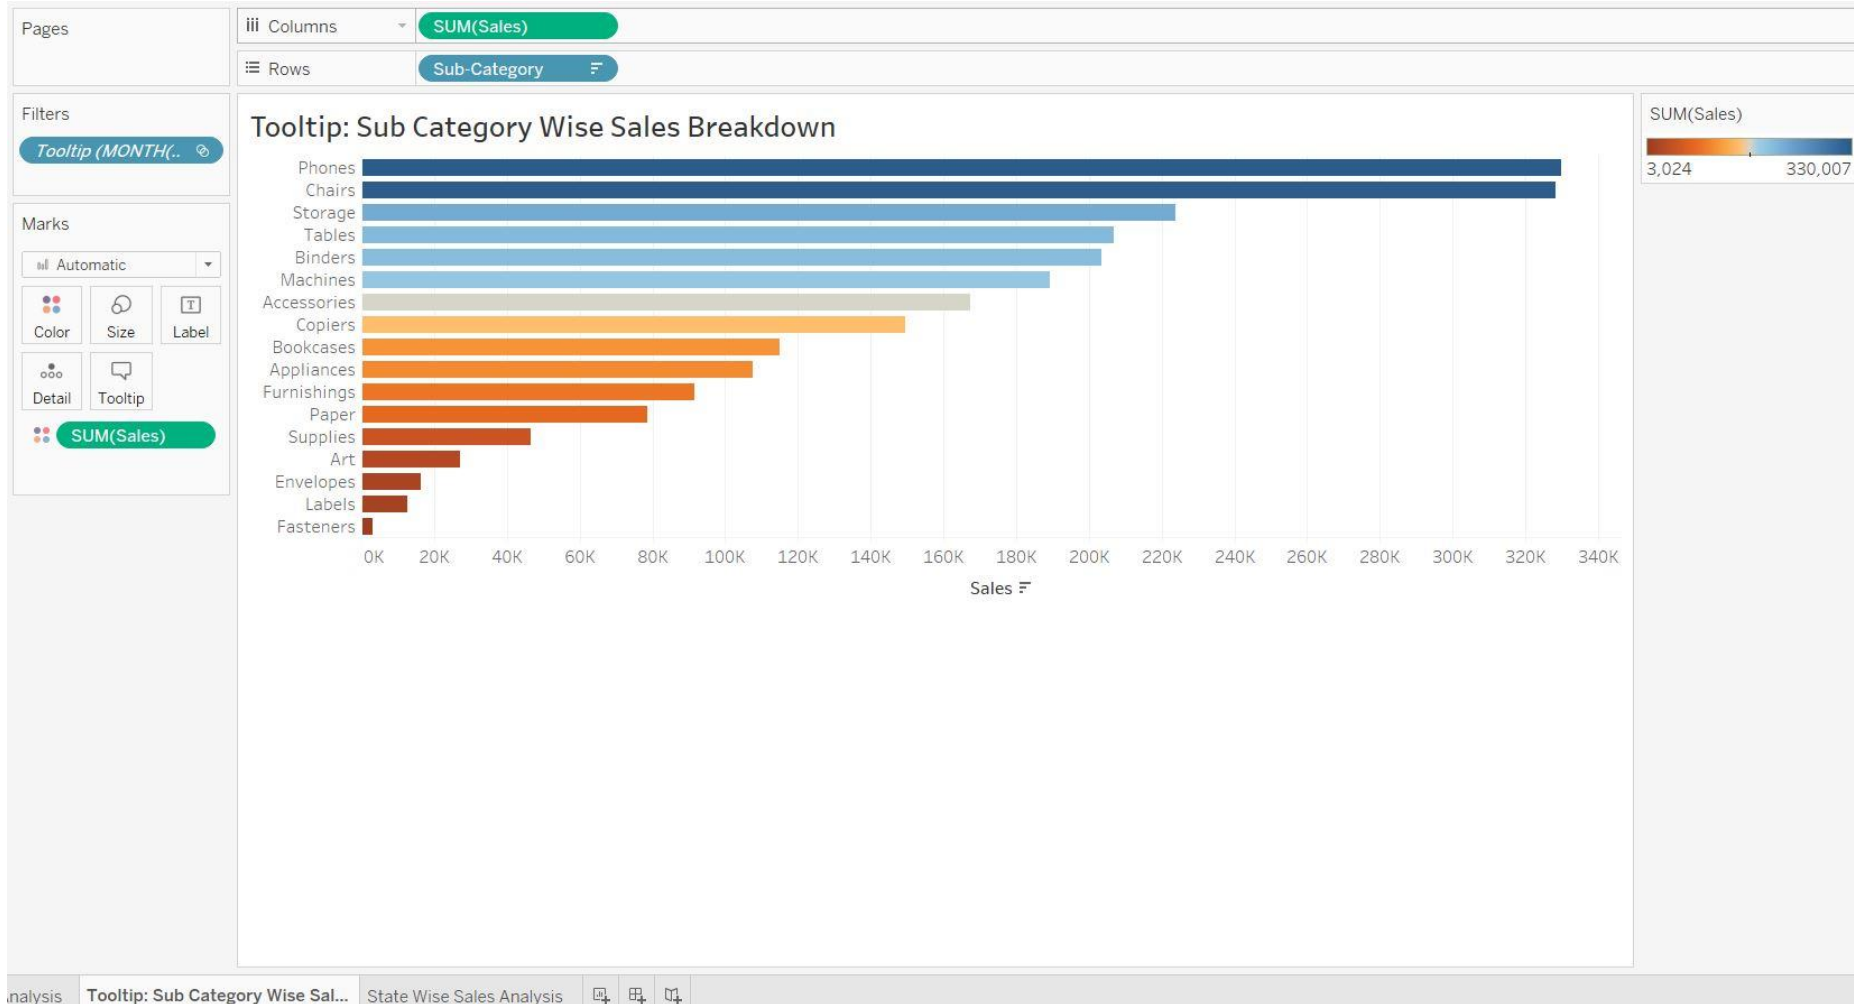 Pages
Columns
SUM(Sales)
Rows
Sub-Category
Filters
Tooltip (MONTH(..
Marks
Automatic
Color
Size
Label
Detail
Tooltip
SUM(Sales)
Tooltip: Sub Category Wise Sales Breakdown
Phones
Chairs
Storage
Tables
Binders
Machines
Accessories
Copiers
Bookcases
Appliances
Furnishings
Paper
Supplies
Art
Envelopes
Labels
Fasteners
0K 20K 40K 60K 80K 100K 120K 140K 160K 180K 200K 220K 240K 260K 280K 300K 320K 340K
Sales
SUM(Sales)
3,024 330,007
nalysis Tooltip: Sub Category Wise Sal... State Wise Sales Analysis